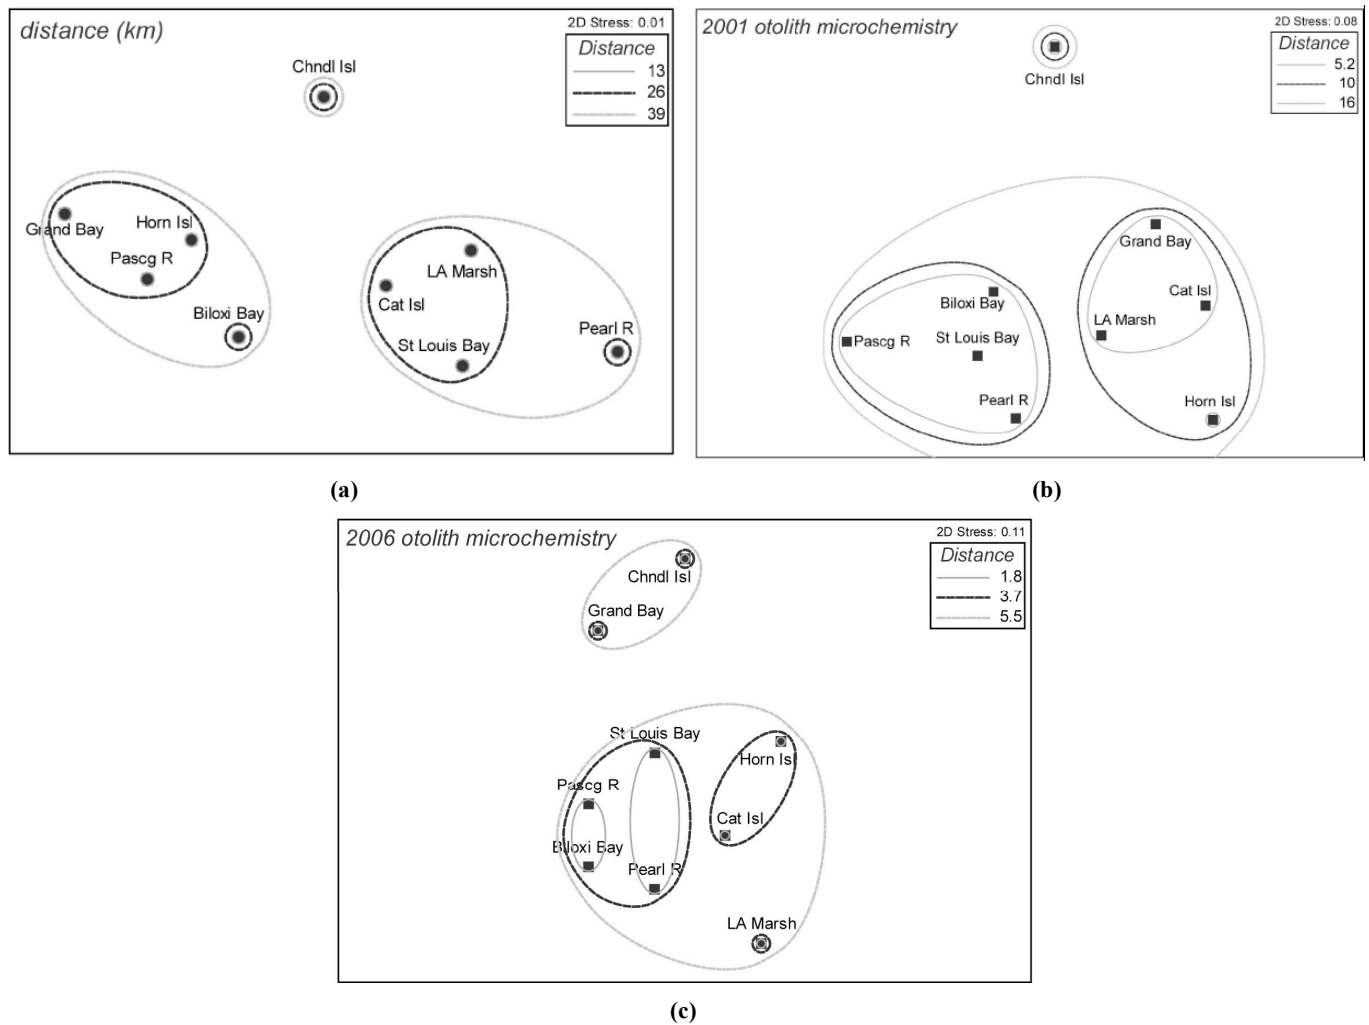 distance (km)
2D Stress: 0.01
Distance
13
26
39
Chndl Isl
Grand Bay
Horn Isl
Pascg R
Biloxi Bay
LA Marsh
Cat Isl
St Louis Bay
Pearl R
(a)
2001 otolith microchemistry
2D Stress: 0.08
Distance
5.2
10
16
Chndl Isl
Grand Bay
Biloxi Bay
Cat Isl
LA Marsh
Pascg R
St Louis Bay
Pearl R
Horn Isl
(b)
2006 otolith microchemistry
2D Stress: 0.11
Distance
1.8
3.7
5.5
Chndl Isl
Grand Bay
St Louis Bay
Horn Isl
Pascg R
Cat Isl
Biloxi Bay
Pearl R
LA Marsh
(c)